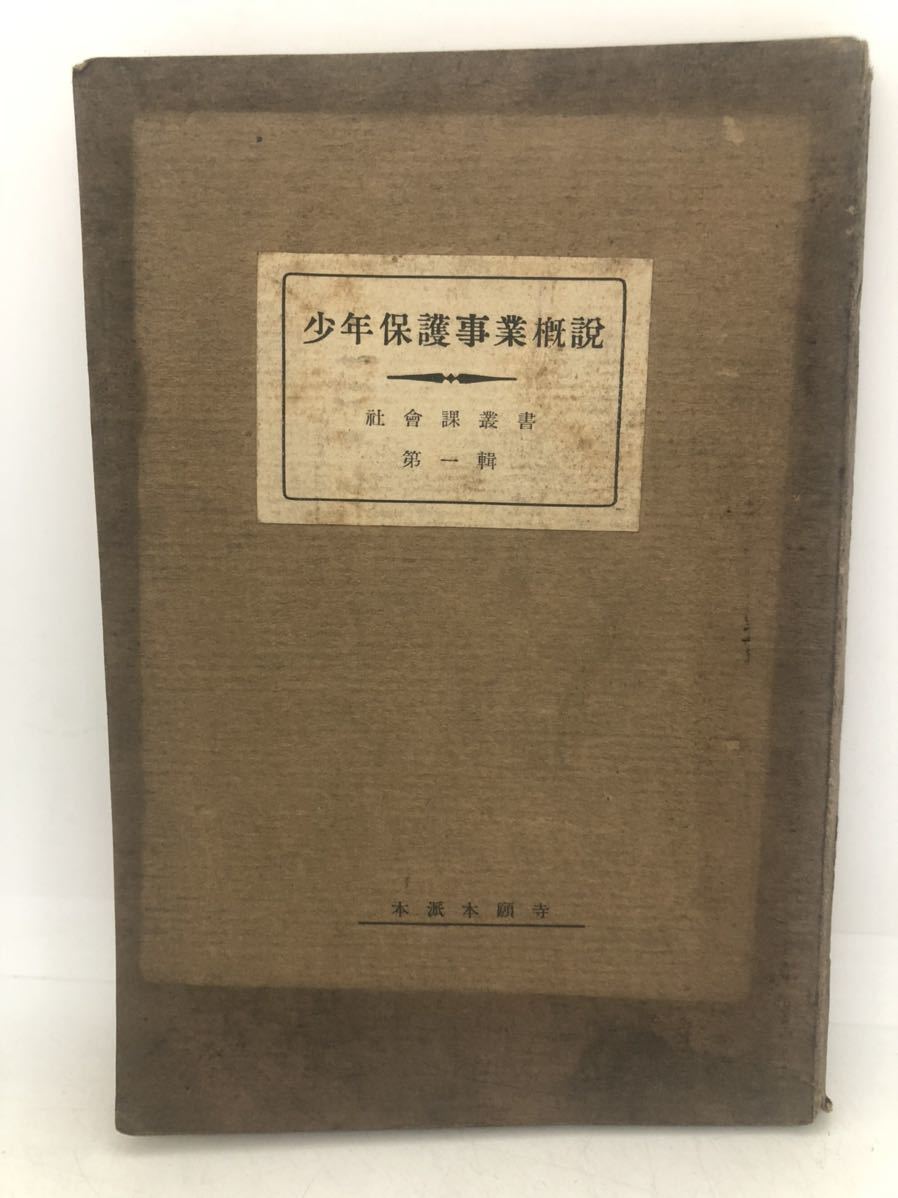 少年保護事業概說
社會課叢書
第一輯
本派本願寺